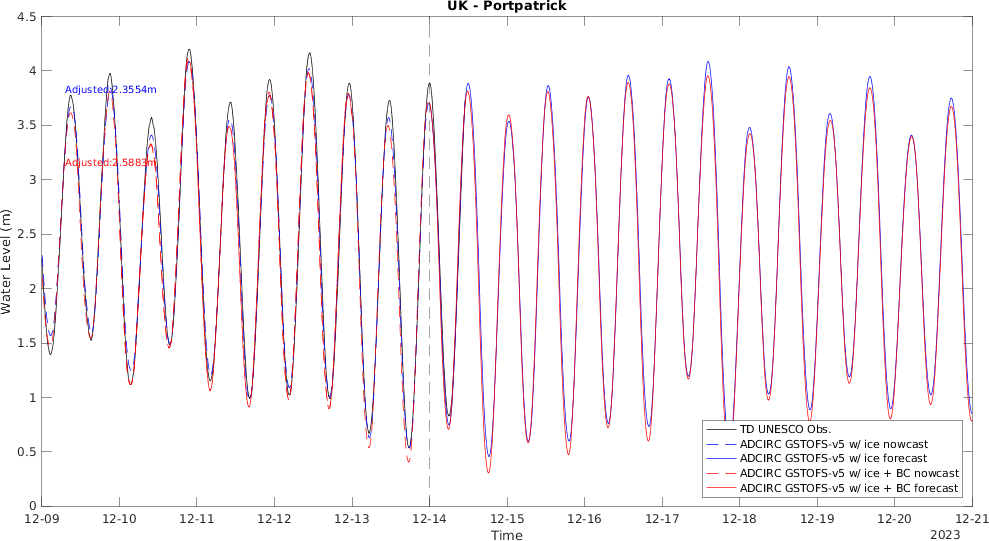 UK - Portpatrick
4.5
4
3.5
3
2.5
2
1.5
1
0.5
0
Water Level (m)
Adjusted:2.3554m
Adjusted:2.5883m
TD UNESCO Obs.
ADCIRC GSTOFS-v5 w/ ice nowcast
ADCIRC GSTOFS-v5 w/ ice forecast
ADCIRC GSTOFS-v5 w/ ice + BC nowcast
ADCIRC GSTOFS-v5 w/ ice + BC forecast
12-09 12-10 12-11 12-12 12-13 12-14 12-15 12-16 12-17 12-18 12-19 12-20 12-21
Time
2023